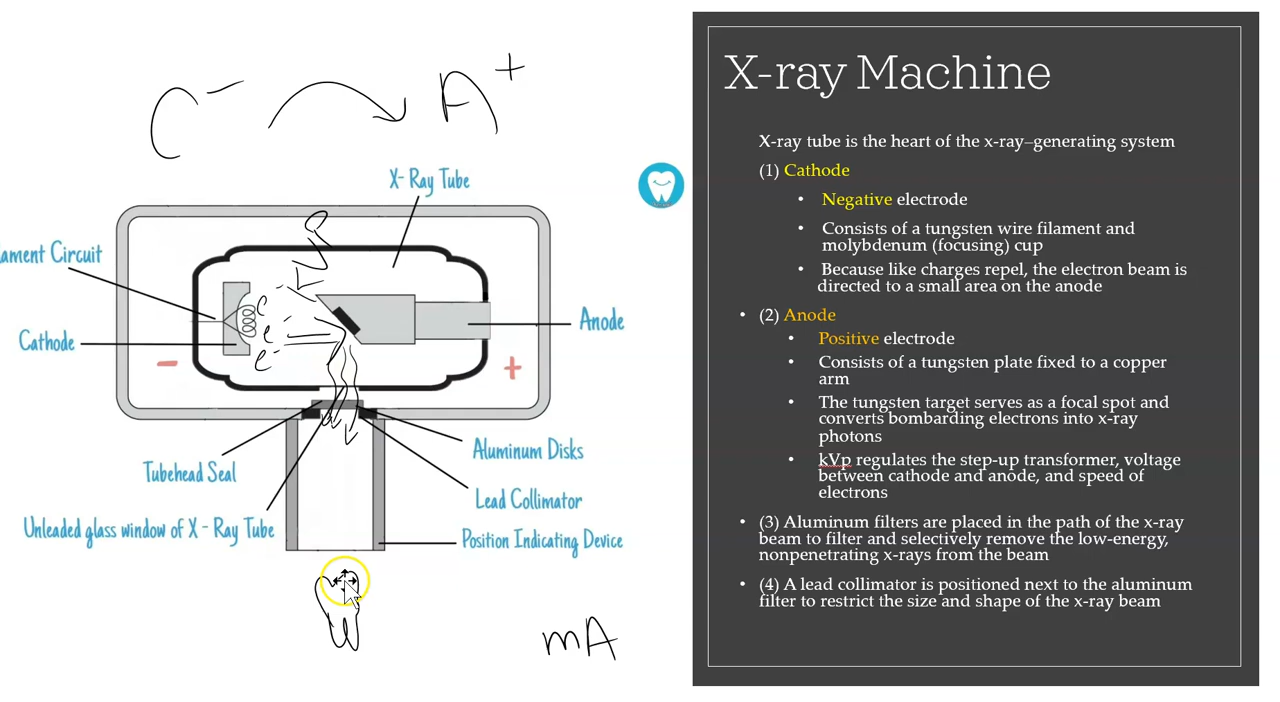 C- A+
X-Ray Tube
ament Circuit
Cathode
Anode
- +
kVp
e-
e-
e-
Tubehead Seal
Aluminum Disks
Unleaded glass window of X-Ray Tube
Lead Collimator
Position Indicating Device
mA
X-ray Machine
X-ray tube is the heart of the x-ray–generating system
(1) Cathode
• Negative electrode
• Consists of a tungsten wire filament and
molybdenum (focusing) cup
• Because like charges repel, the electron beam is
directed to a small area on the anode
• (2) Anode
• Positive electrode
• Consists of a tungsten plate fixed to a copper
arm
• The tungsten target serves as a focal spot and
converts bombarding electrons into x-ray
photons
• kVp regulates the step-up transformer, voltage
between cathode and anode, and speed of
electrons
• (3) Aluminum filters are placed in the path of the x-ray
beam to filter and selectively remove the low-energy,
nonpenetrating x-rays from the beam
• (4) A lead collimator is positioned next to the aluminum
filter to restrict the size and shape of the x-ray beam